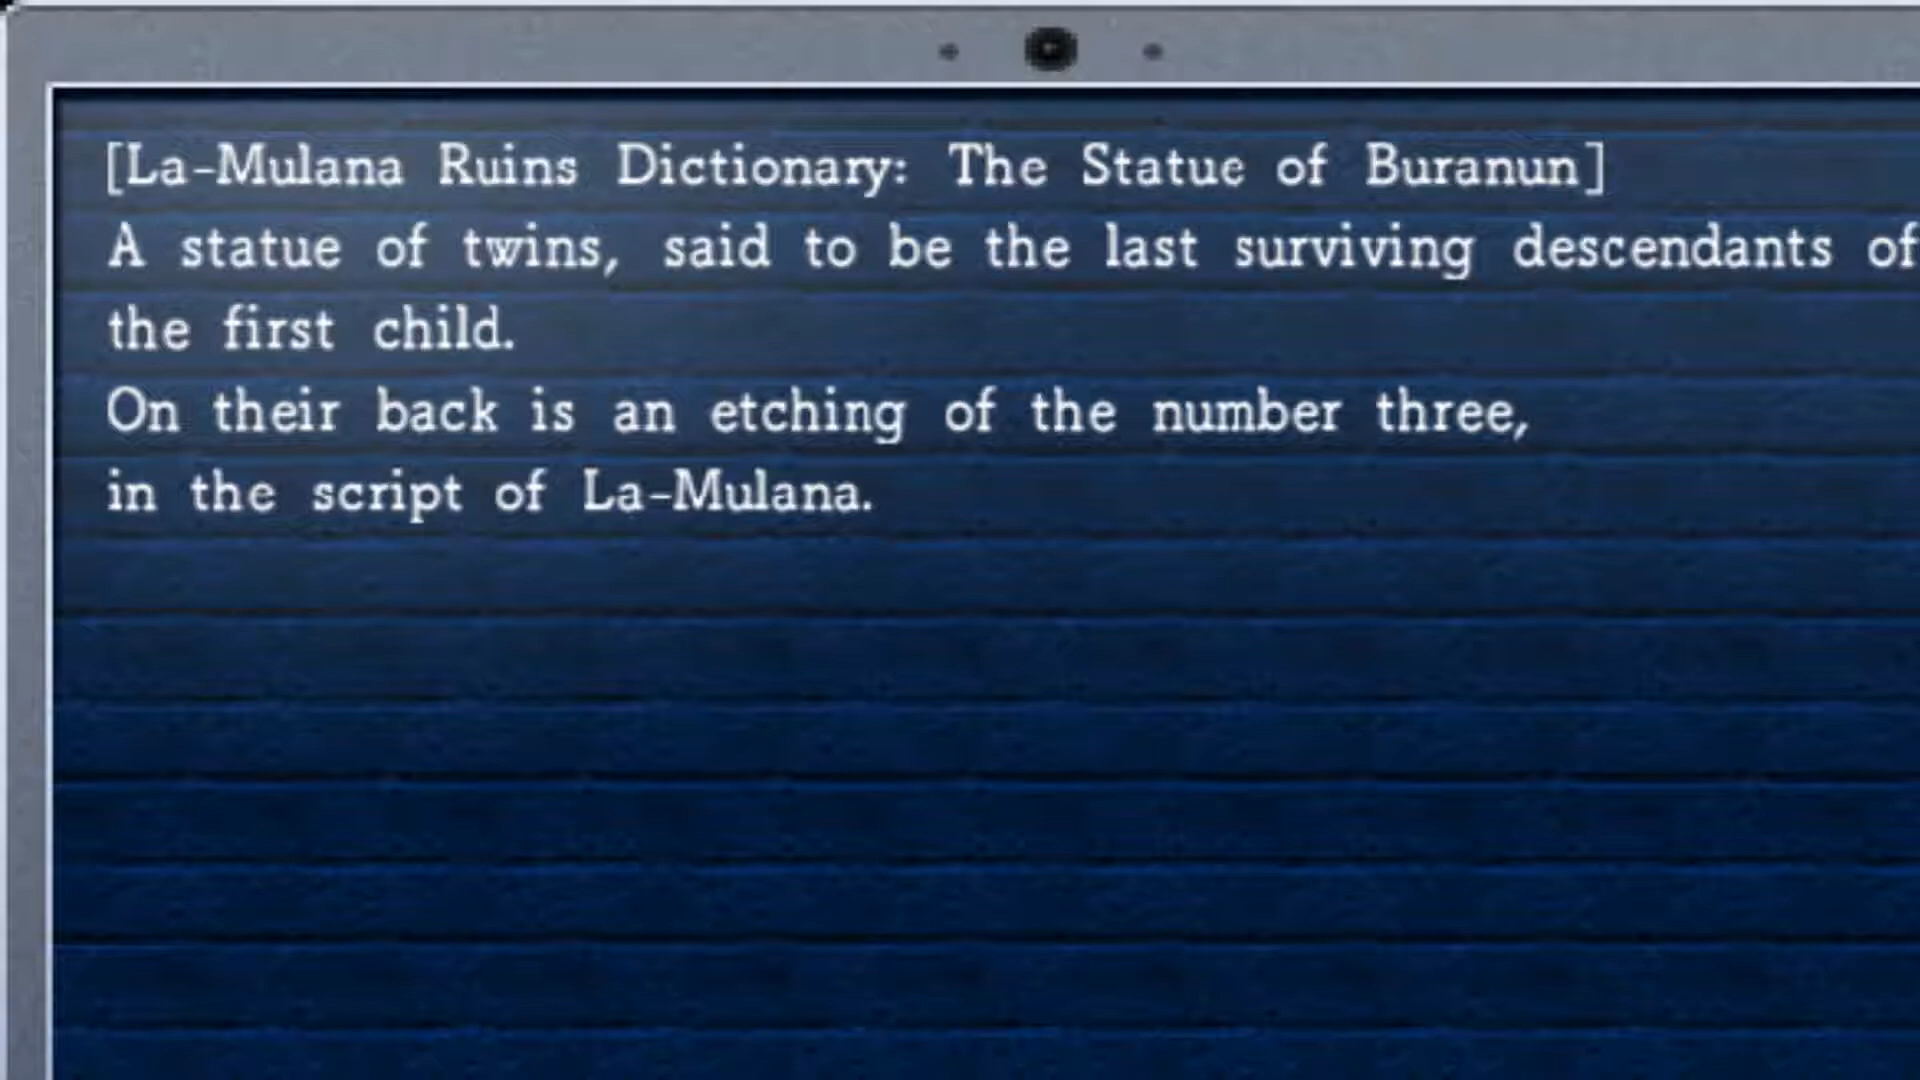 [La-Mulana Ruins Dictionary: The Statue of Buranun]
A statue of twins, said to be the last surviving descendants of
the first child.
On their back is an etching of the number three,
in the script of La-Mulana.